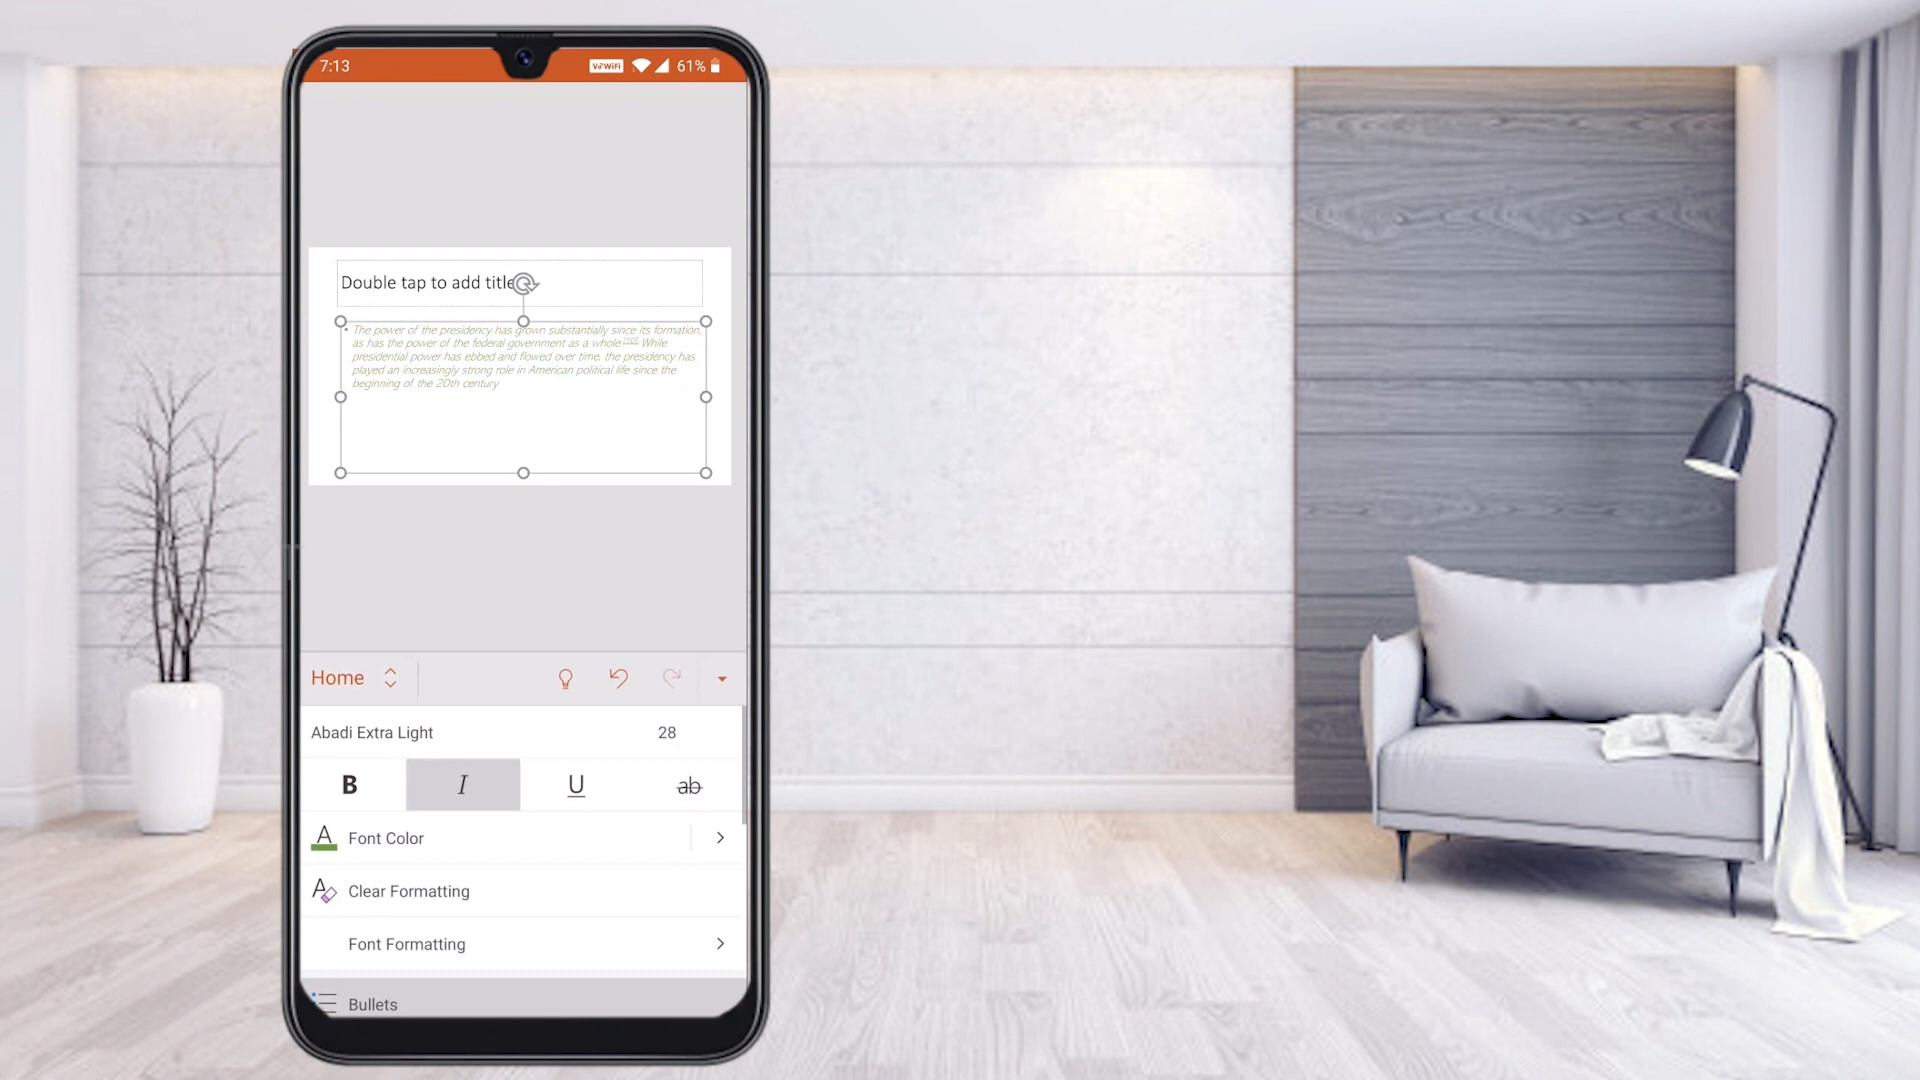 7:13
VoWiFi 61%
Double tap to add title
• The power of the presidency has grown substantially since its formation,
as has the power of the federal government as a whole.[10] While
presidential power has ebbed and flowed over time, the presidency has
played an increasingly strong role in American political life since the
beginning of the 20th century
Home
Abadi Extra Light 28
B I U ab
A Font Color
A Clear Formatting
Font Formatting
Bullets